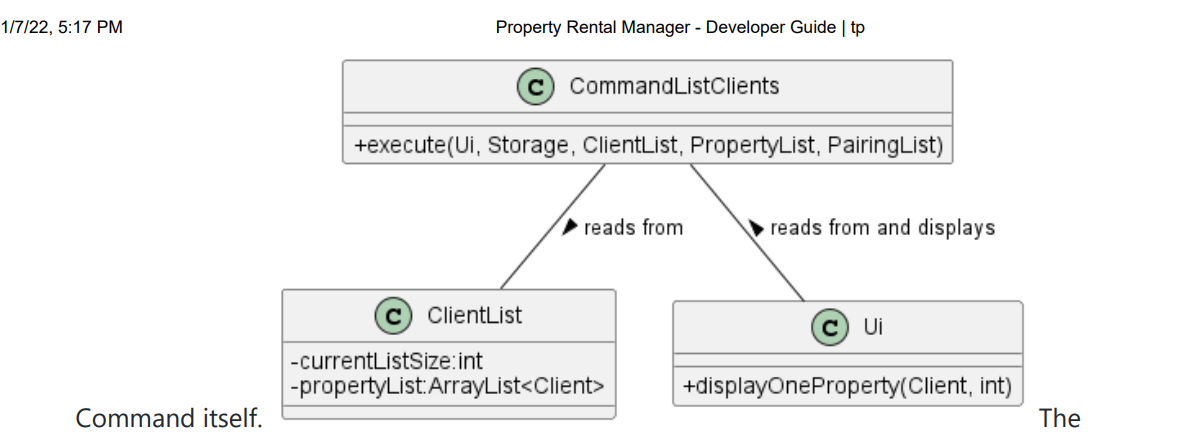 1/7/22, 5:17 PM Property Rental Manager - Developer Guide | tp
C CommandListClients
+execute(Ui, Storage, ClientList, PropertyList, PairingList)
reads from reads from and displays
C ClientList
C Ui
-currentListSize:int
-propertyList:ArrayList<Client>
+displayOneProperty(Client, int)
Command itself. The